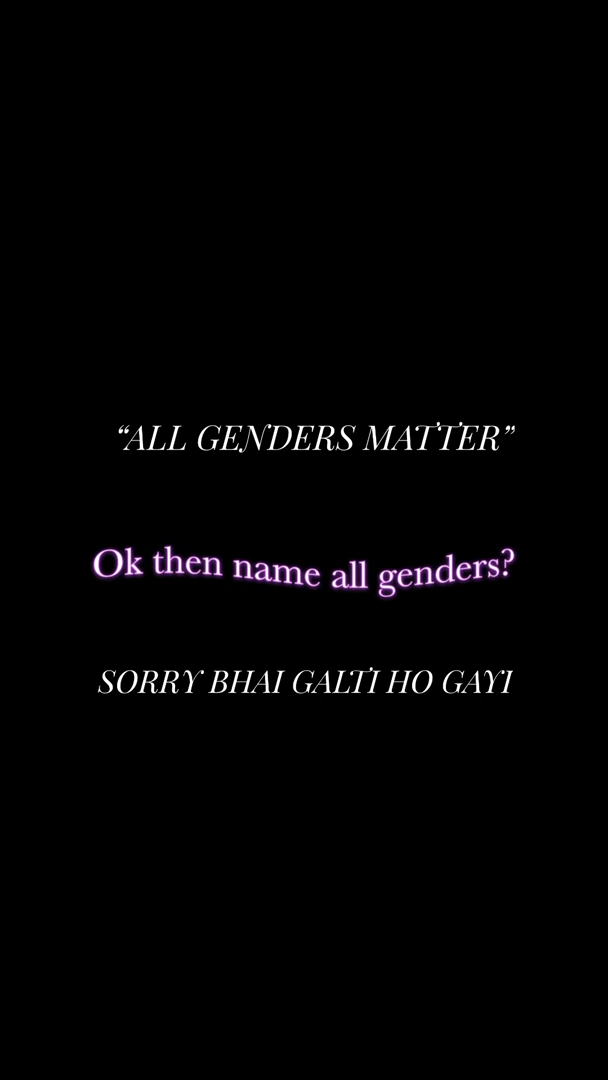 “ALL GENDERS MATTER”
Ok then name all genders?
SORRY BHAI GALTI HO GAYI